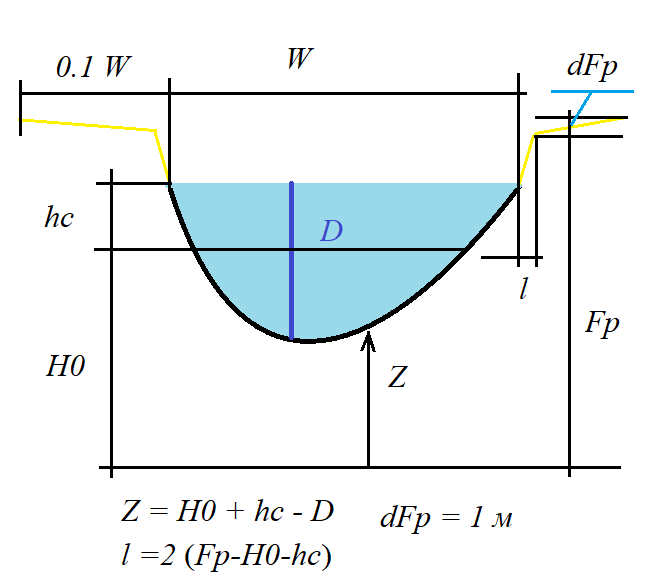 0.1 W
W
dFp
hc
D
l
Fp
H0
Z
Z = H0 + hc - D
dFp = 1 м
l =2 (Fp-H0-hc)